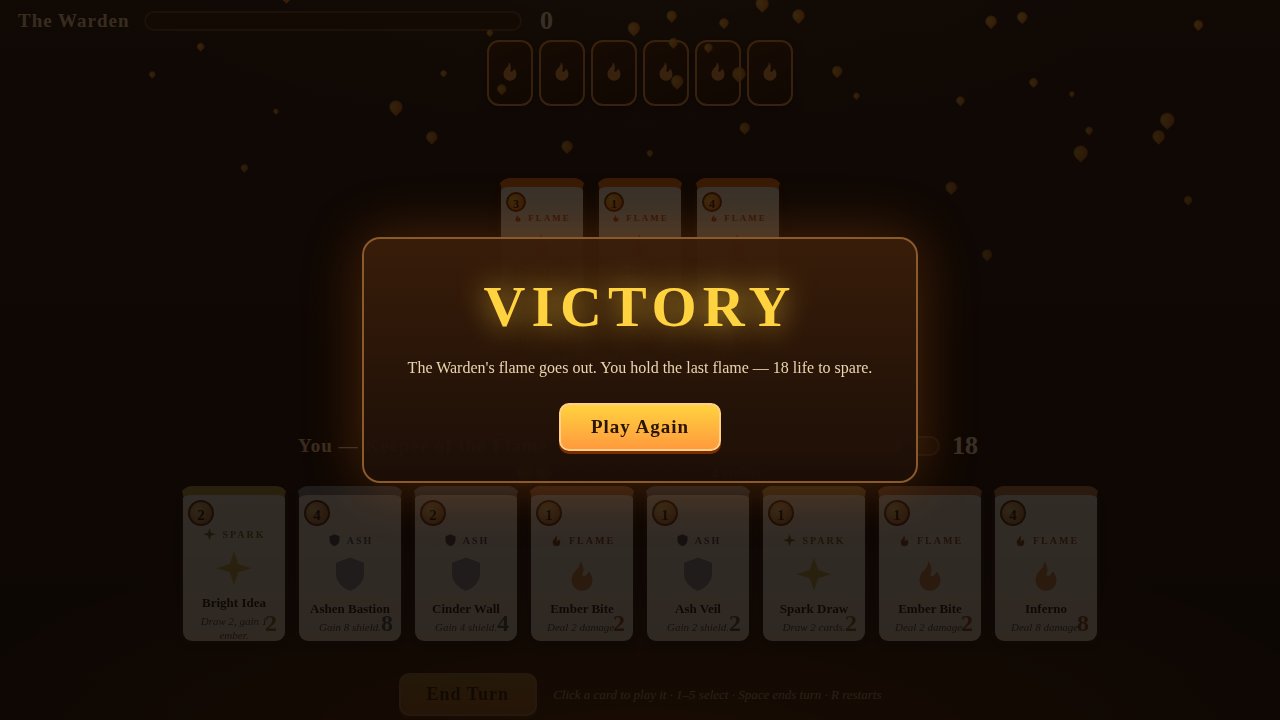 The Warden
0
3
FLAME
1
FLAME
4
FLAME
VICTORY
The Warden's flame goes out. You hold the last flame — 18 life to spare.
Play Again
You —
18
2
SPARK
Bright Idea
Draw 2, gain 1
ember.
2
4
ASH
Ashen Bastion
Gain 8 shield.
8
2
ASH
Cinder Wall
Gain 4 shield.
4
1
FLAME
Ember Bite
Deal 2 damage.
2
1
ASH
Ash Veil
Gain 2 shield.
2
1
SPARK
Spark Draw
Draw 2 cards.
2
1
FLAME
Ember Bite
Deal 2 damage.
2
4
FLAME
Inferno
Deal 8 damage.
8
End Turn
Click a card to play it · 1–5 select · Space ends turn · R restarts